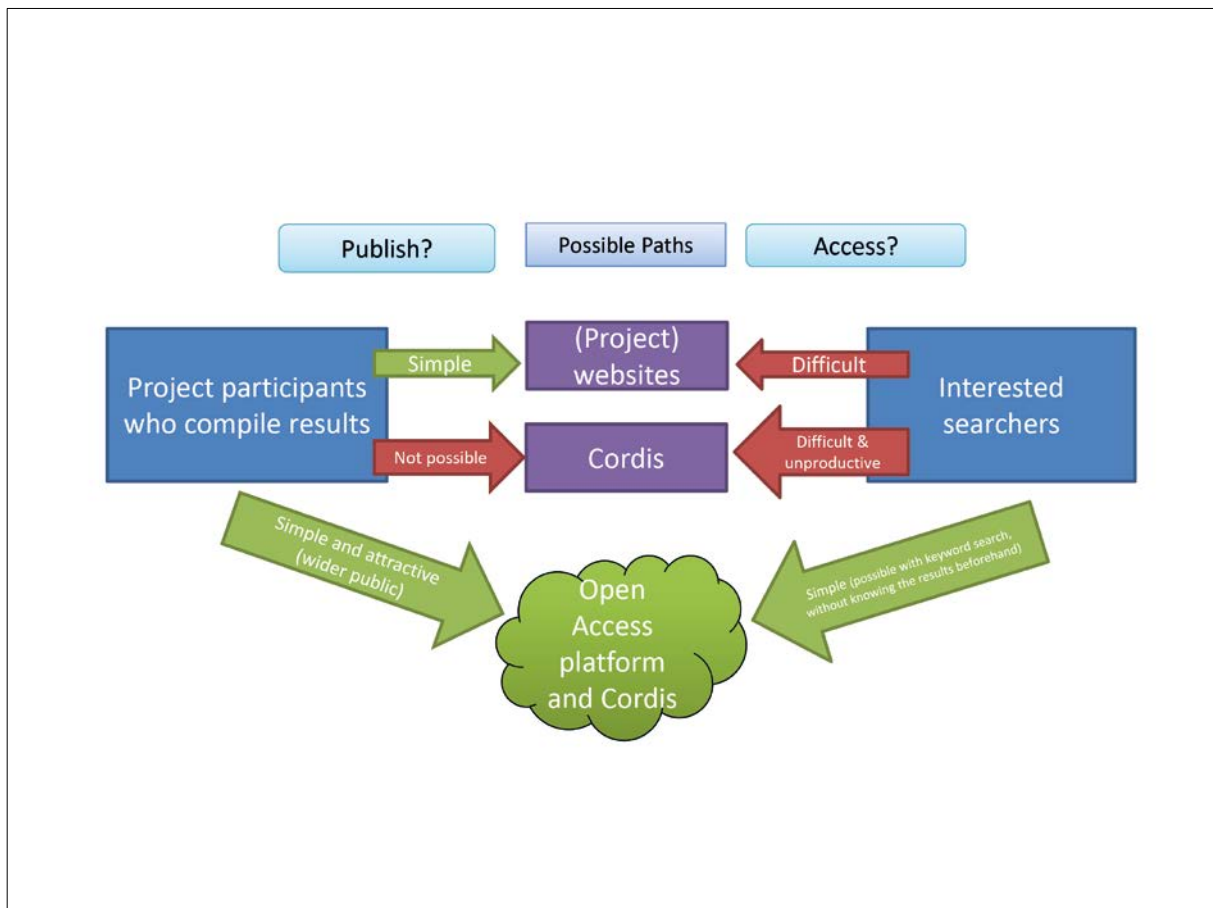 Publish?
Possible Paths
Access?
Project participants
who compile results
Simple
(Project)
websites
Difficult
Interested
searchers
Not possible
Cordis
Difficult &
unproductive
Simple and attractive
(wider public)
Open
Access
platform
and Cordis
Simple (possible with keyword search,
without knowing the results beforehand)